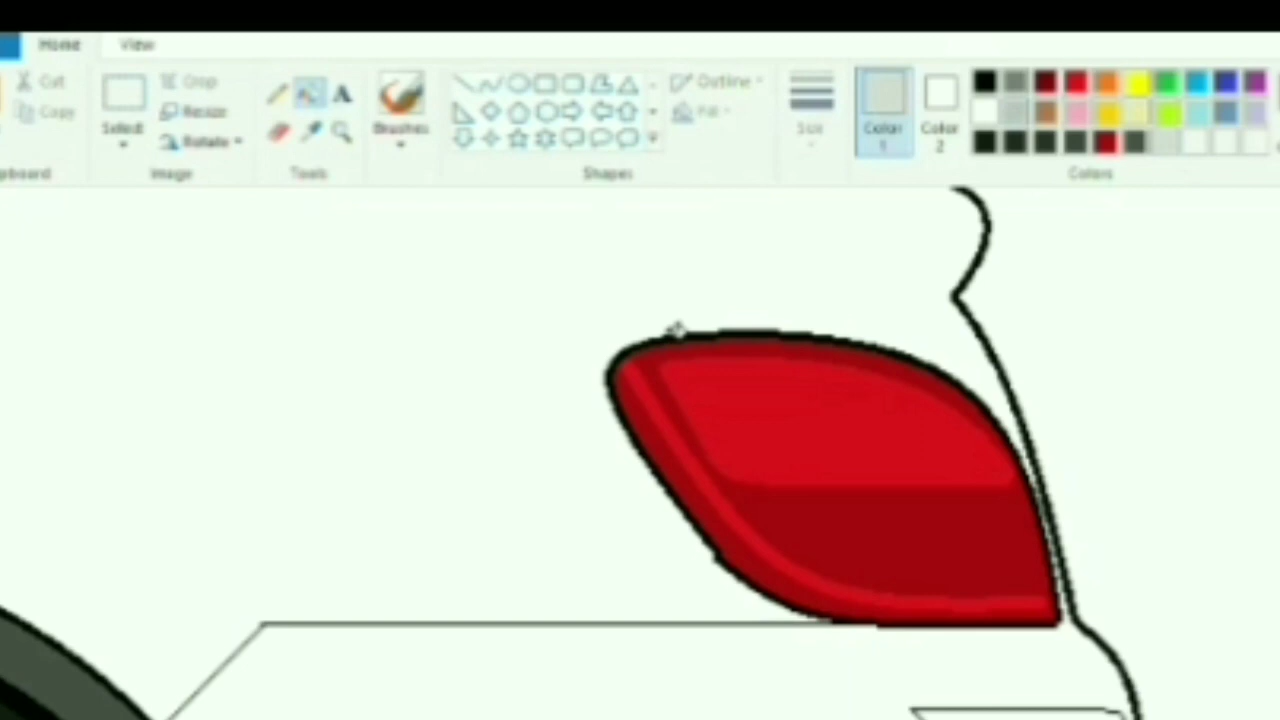 Home View
Cut
Copy
pboard
Select
Crop
Resize
Rotate
Image
A
Tools
Brushes
Outline
Fill
Shapes
Size
Color
1
Color
2
Colors